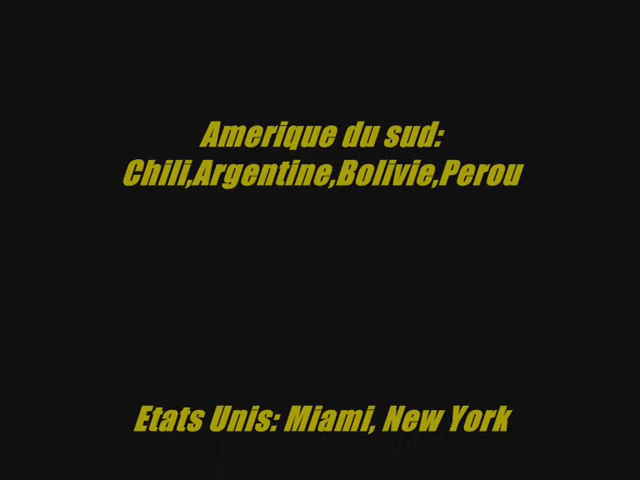 Amerique du sud:
Chili,Argentine,Bolivie,Perou
Etats Unis: Miami, New York